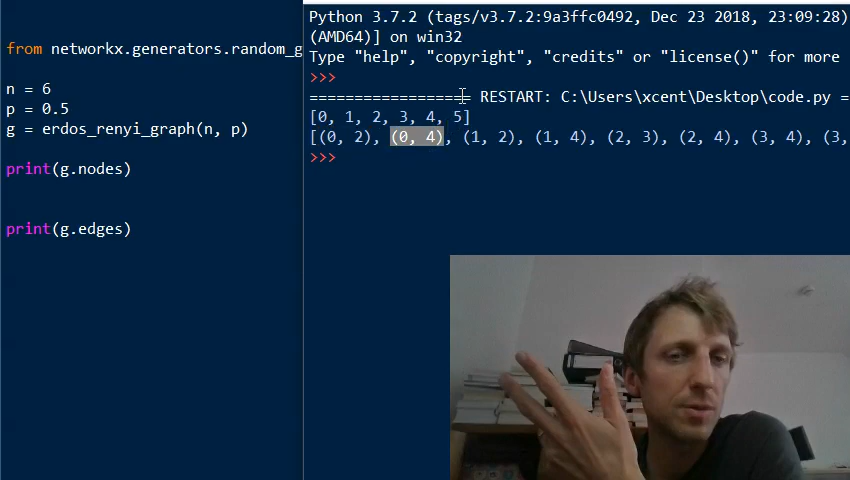 from networkx.generators.random_g
n = 6
p = 0.5
g = erdos_renyi_graph(n, p)
print(g.nodes)
print(g.edges)
Python 3.7.2 (tags/v3.7.2:9a3ffc0492, Dec 23 2018, 23:09:28)
(AMD64)] on win32
Type "help", "copyright", "credits" or "license()" for more
>>>
================== RESTART: C:\Users\xcent\Desktop\code.py =
[0, 1, 2, 3, 4, 5]
[(0, 2), (0, 4), (1, 2), (1, 4), (2, 3), (2, 4), (3, 4), (3,
>>>